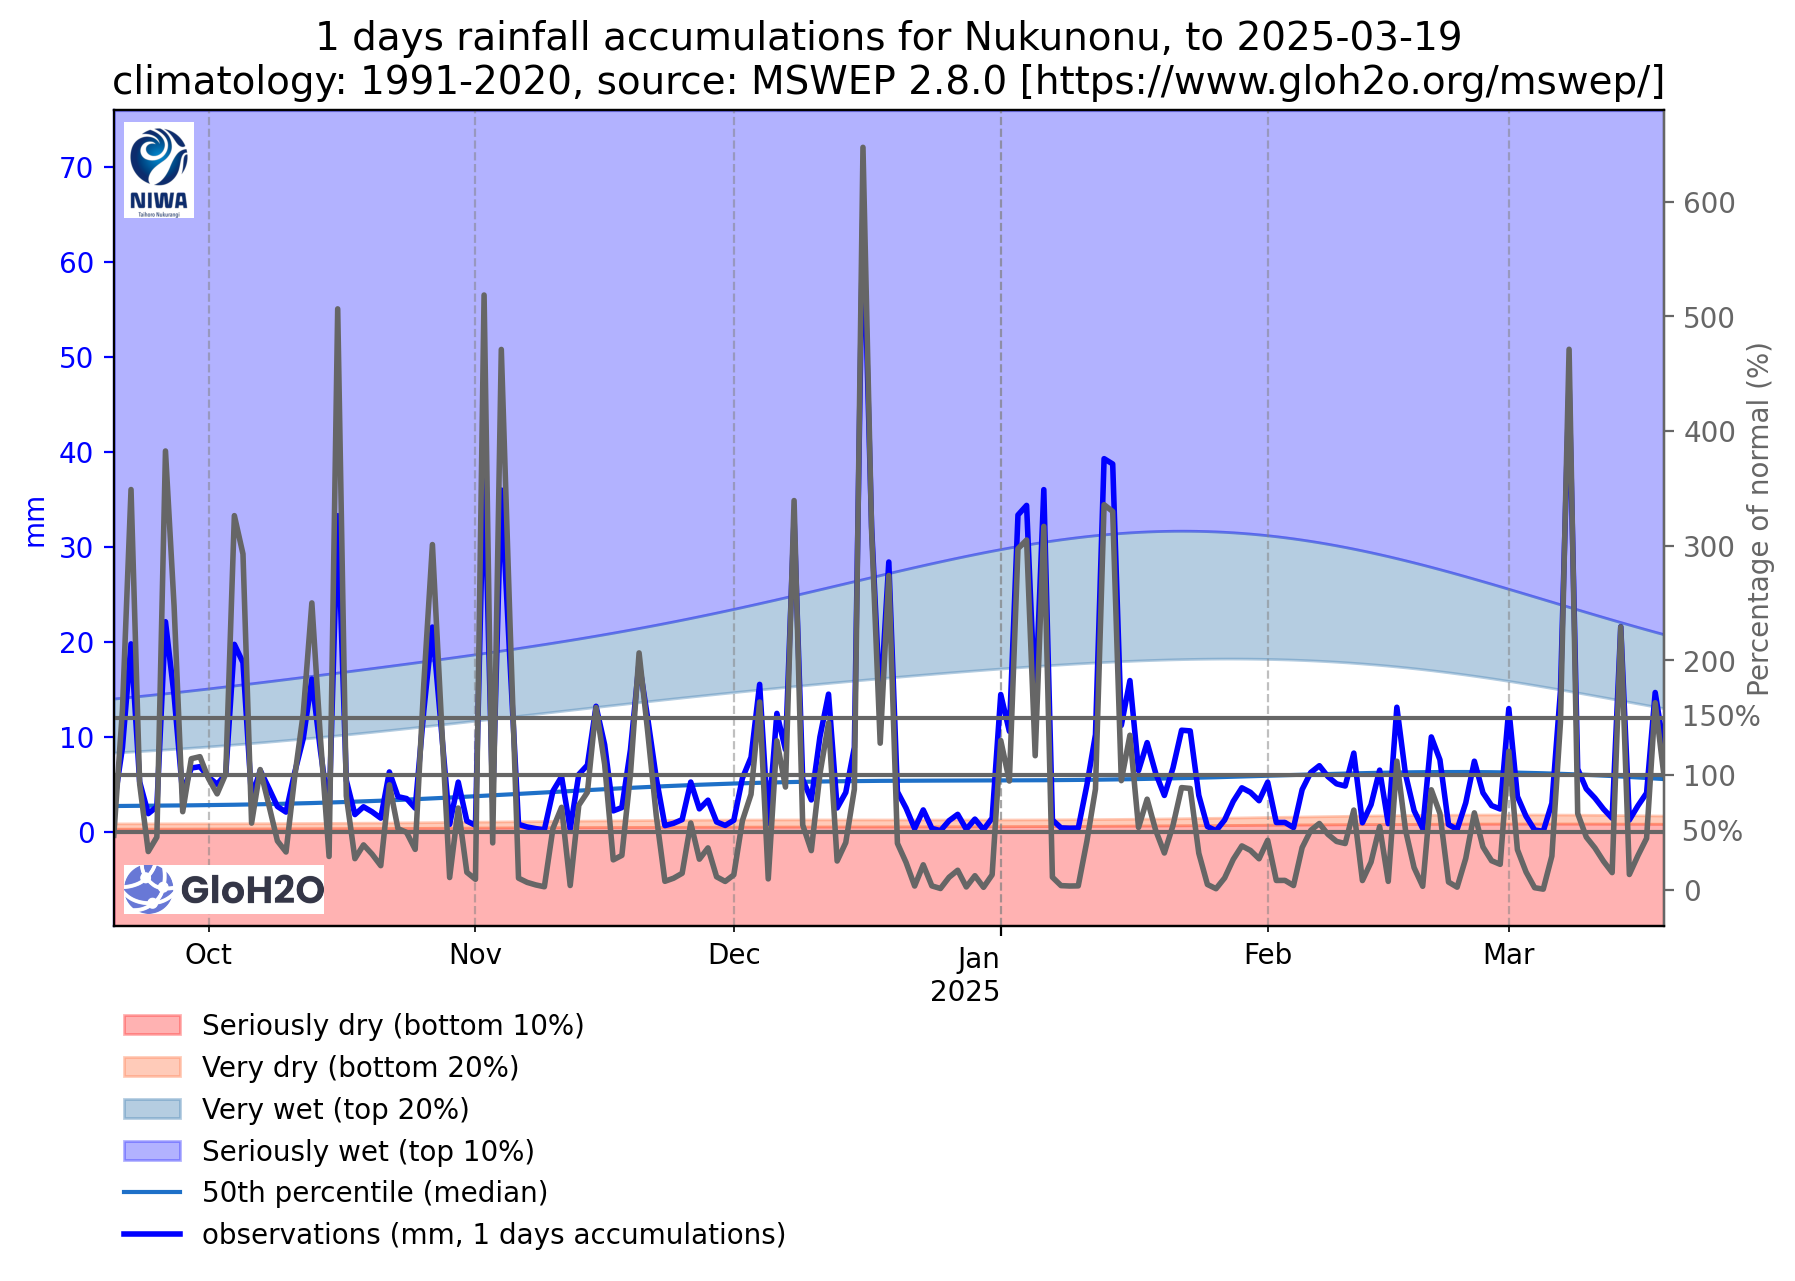 1 days rainfall accumulations for Nukunonu, to 2025-03-19
climatology: 1991-2020, source: MSWEP 2.8.0 [https://www.gloh2o.org/mswep/]
NIWA
Taihoro Nukurangi
70
60
50
40
30
20
10
0
mm
600
500
400
300
200
150%
100
50%
0
Percentage of normal (%)
GloH2O
Oct
Nov
Dec
Jan
2025
Feb
Mar
Seriously dry (bottom 10%)
Very dry (bottom 20%)
Very wet (top 20%)
Seriously wet (top 10%)
50th percentile (median)
observations (mm, 1 days accumulations)